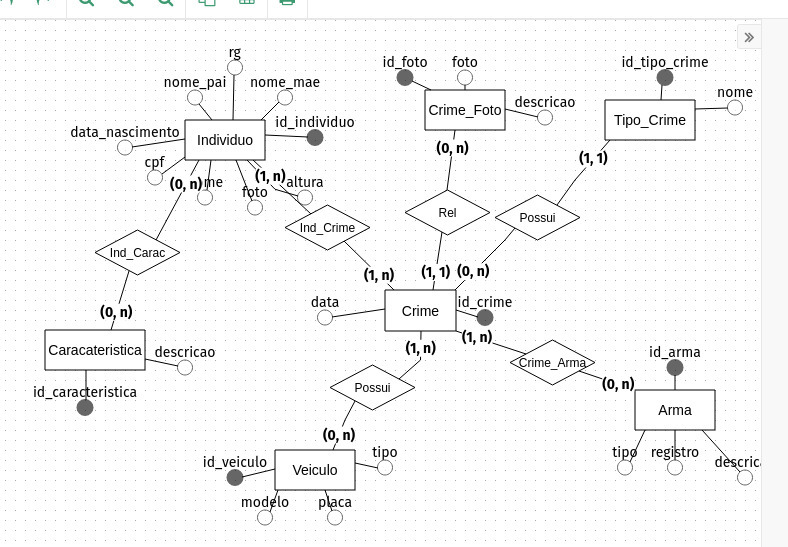 rg
nome_pai
nome_mae
id_individuo
data_nascimento
Individuo
cpf
(0, n)
me
foto
(1, n)
altura
Ind_Carac
(0, n)
Caracateristica
descricao
id_caracteristica
Ind_Crime
(1, n)
id_foto
foto
Crime_Foto
descricao
(0, n)
Rel
(1, 1)
id_tipo_crime
nome
Tipo_Crime
(1, 1)
Possui
(0, n)
data
Crime
id_crime
(1, n)
(1, n)
Crime_Arma
(0, n)
id_arma
Arma
tipo
registro
descric
Possui
(0, n)
id_veiculo
Veiculo
tipo
modelo
placa